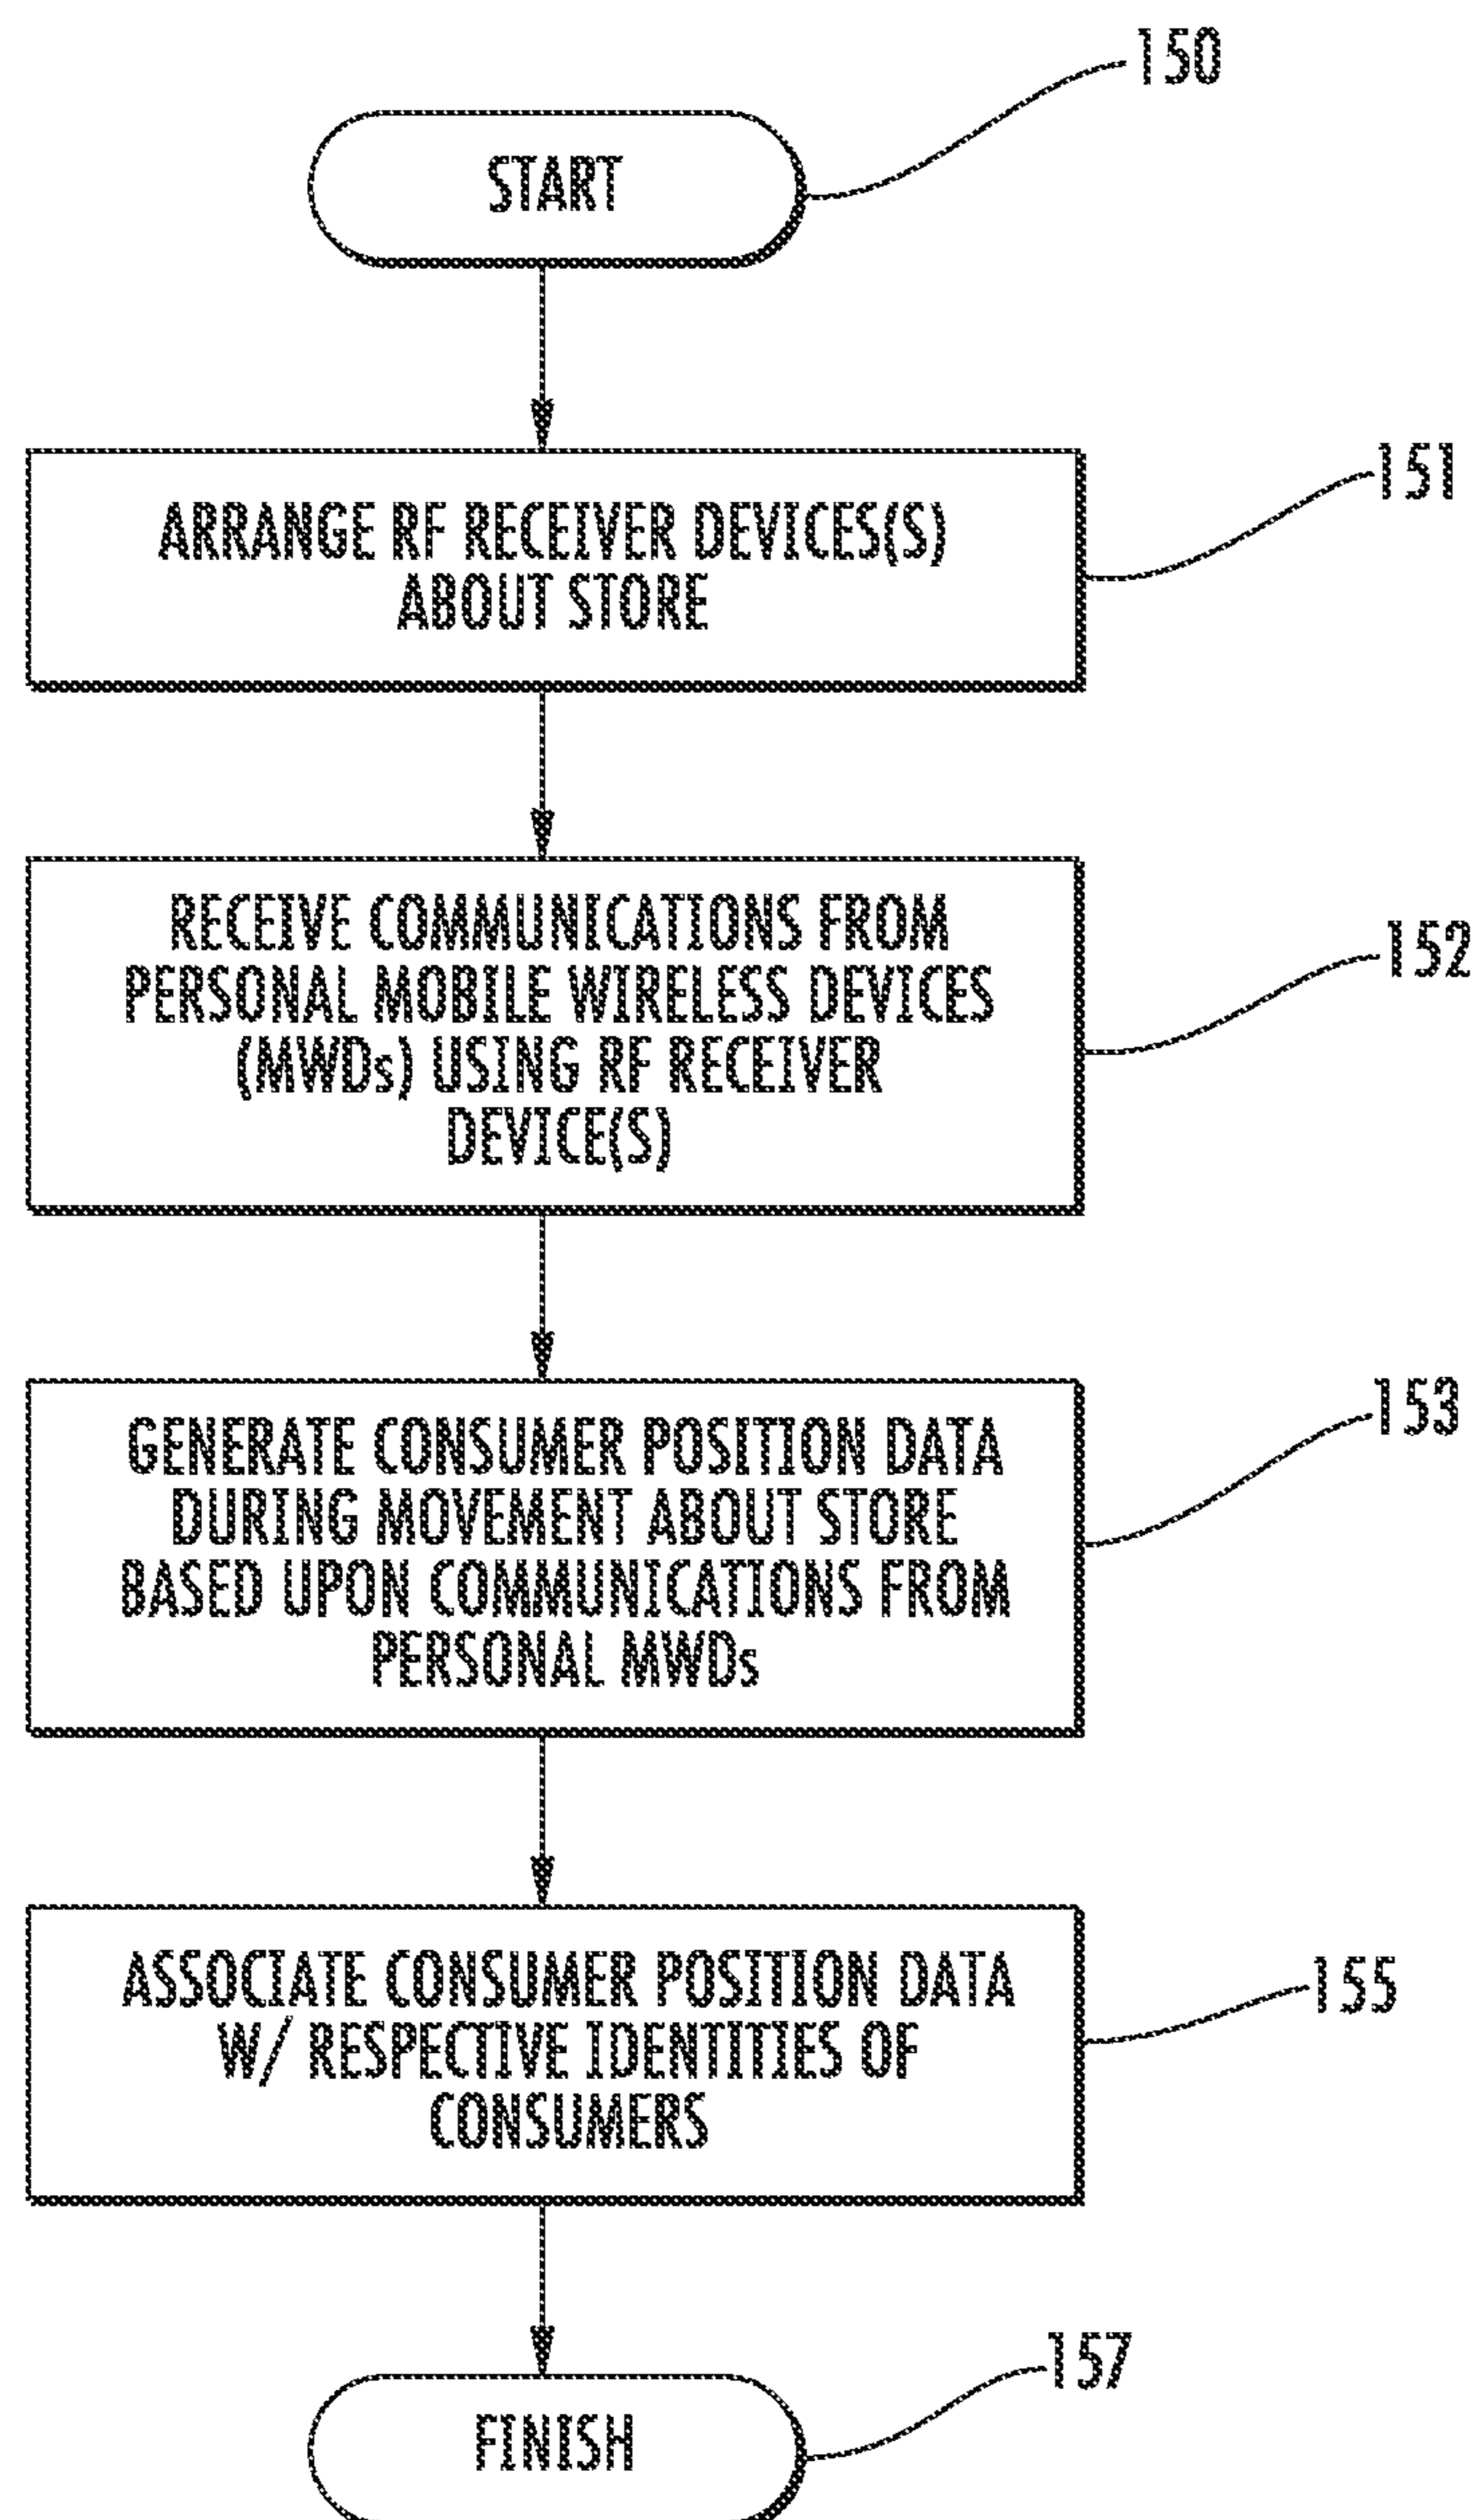 150
START
151
ARRANGE RF RECEIVER DEVICES(S)
ABOUT STORE
152
RECEIVE COMMUNICATIONS FROM
PERSONAL MOBILE WIRELESS DEVICES
(MWDs) USING RF RECEIVER
DEVICE(S)
153
GENERATE CONSUMER POSITION DATA
DURING MOVEMENT ABOUT STORE
BASED UPON COMMUNICATIONS FROM
PERSONAL MWDs
155
ASSOCIATE CONSUMER POSITION DATA
W/ RESPECTIVE IDENTITIES OF
CONSUMERS
157
FINISH